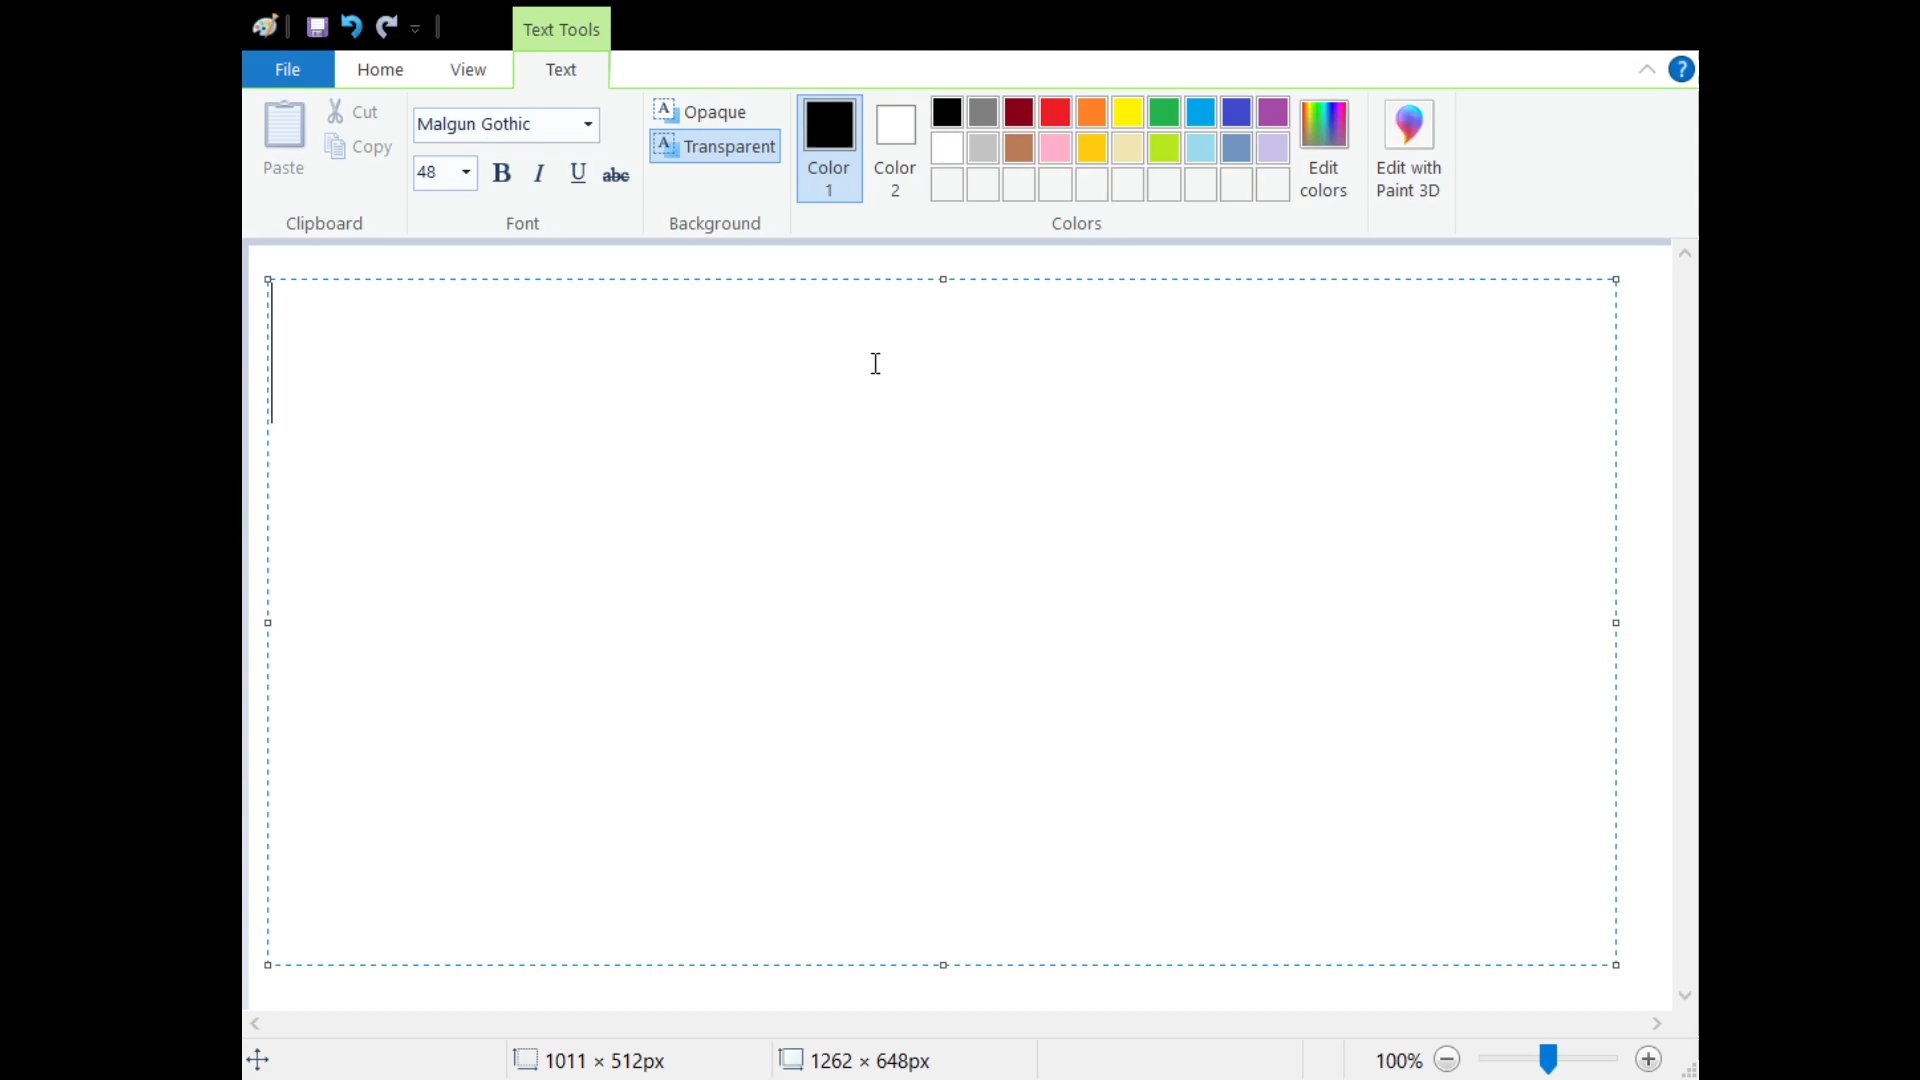 Text Tools
File Home View Text
Paste Cut Copy
Clipboard
Malgun Gothic
48 B I U abc
Font
A Opaque
A Transparent
Background
Color 1
Color 2
Colors
Edit colors
Edit with Paint 3D
?
1011 × 512px
1262 × 648px
100%